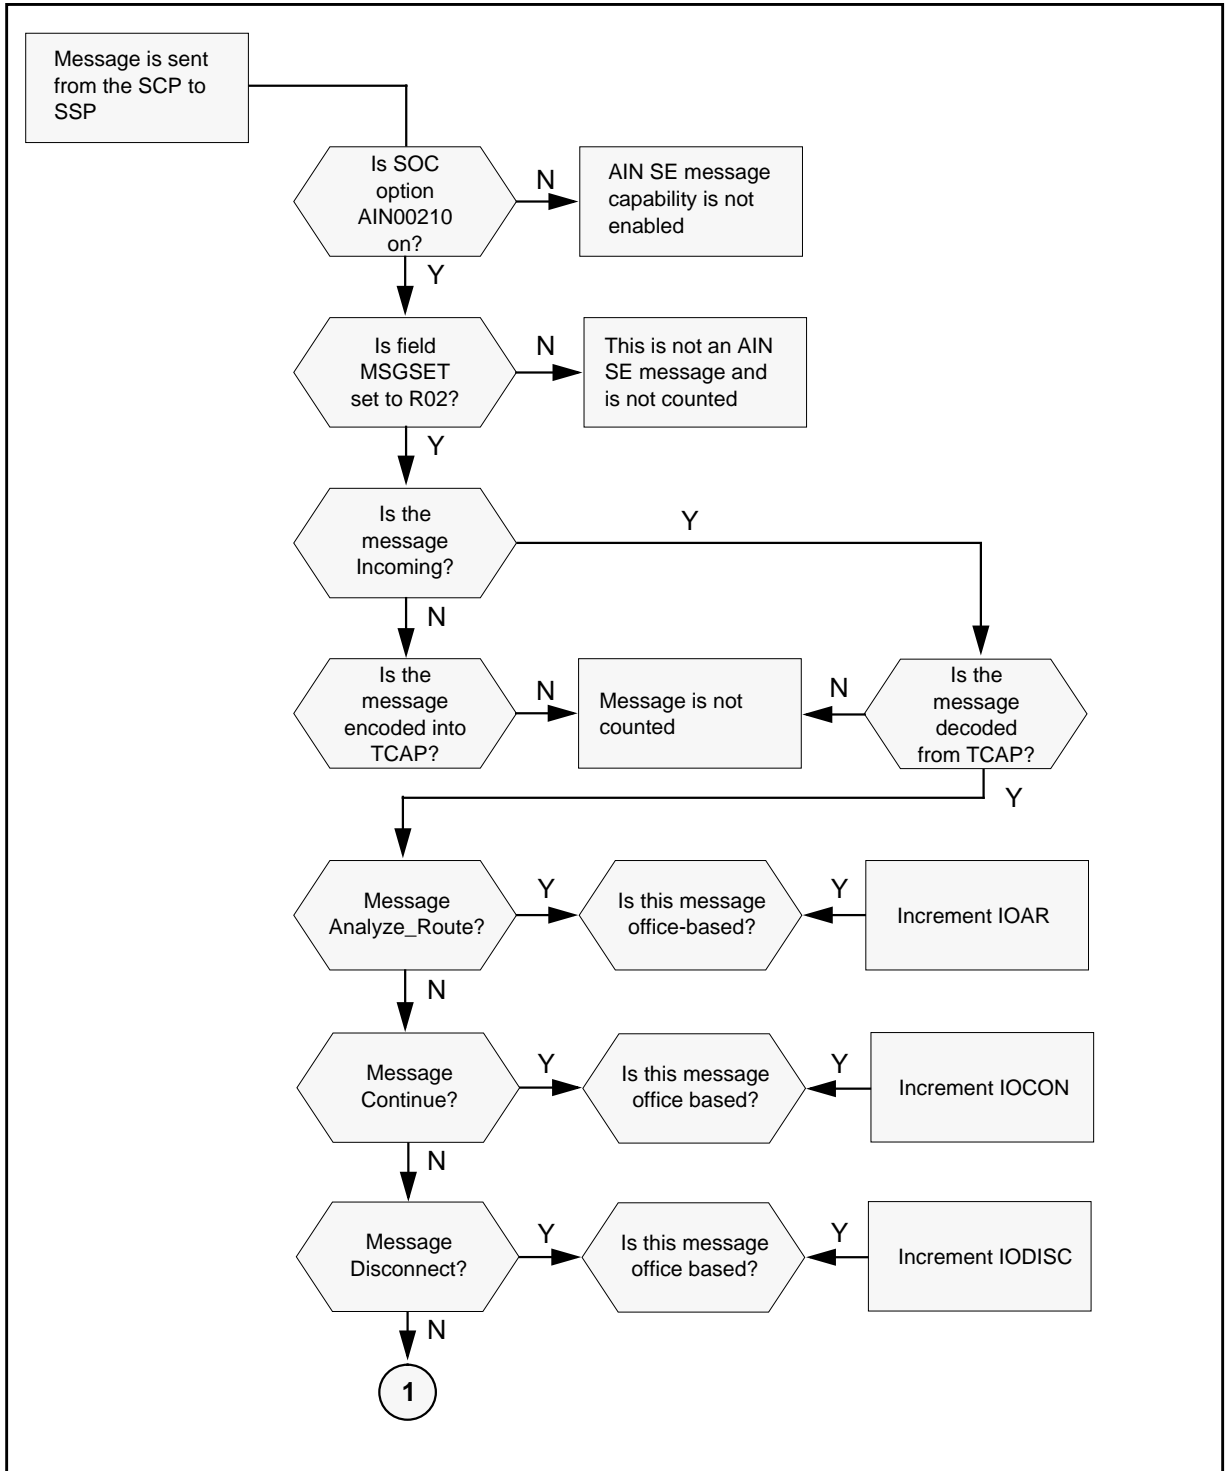 Message is sent
from the SCP to
SSP
Is SOC
option
AIN00210
on?
N
AIN SE message
capability is not
enabled
Y
Is field
MSGSET
set to R02?
N
This is not an AIN
SE message and
is not counted
Y
Is the
message
Incoming?
Y
N
Is the
message
encoded into
TCAP?
N
Message is not
counted
N
Is the
message
decoded
from TCAP?
Y
Message
Analyze_Route?
Y
Is this message
office-based?
Y
Increment IOAR
N
Message
Continue?
Y
Is this message
office based?
Y
Increment IOCON
N
Message
Disconnect?
Y
Is this message
office based?
Y
Increment IODISC
N
1